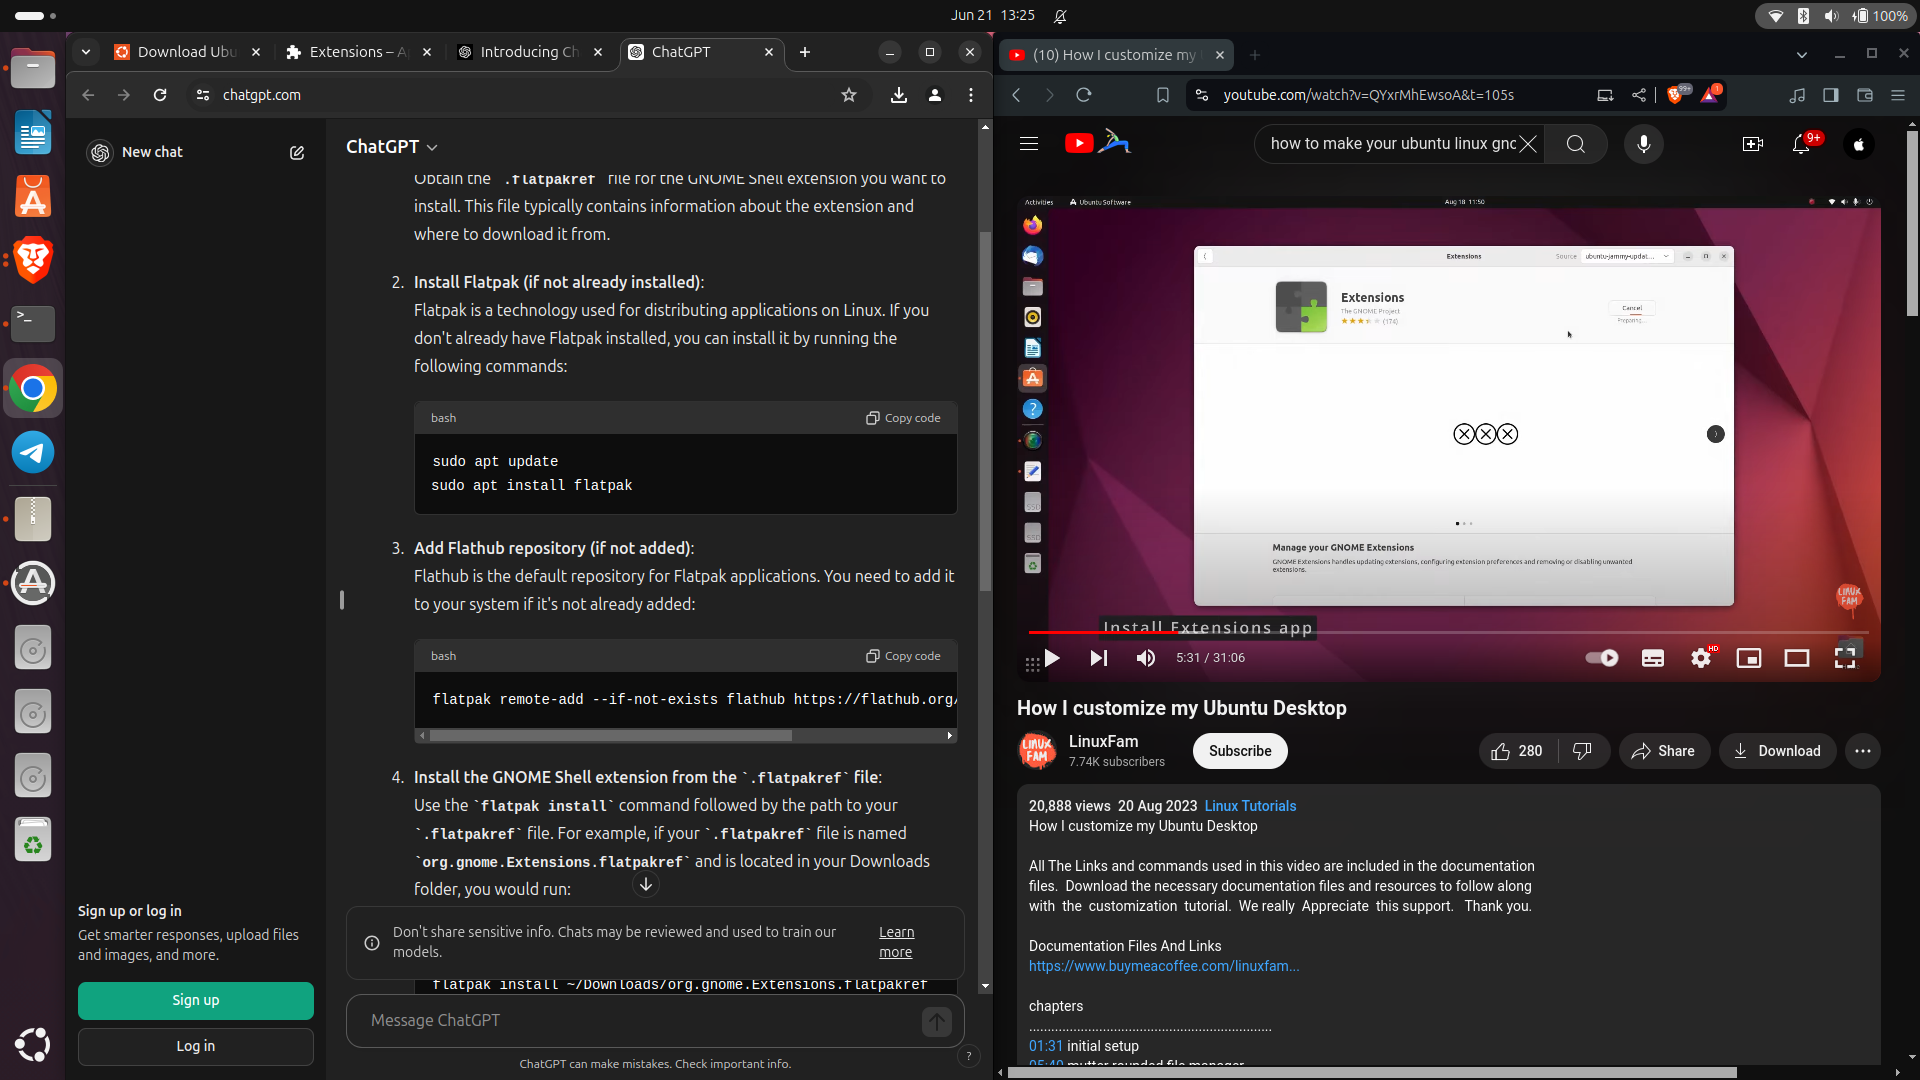 Jun 21 13:25
100%
Download Ubu
Extensions – A
Introducing Ch
ChatGPT
chatgpt.com
New chat
ChatGPT
Obtain the .flatpakref file for the GNOME Shell extension you want to
install. This file typically contains information about the extension and
where to download it from.
2. Install Flatpak (if not already installed):
Flatpak is a technology used for distributing applications on Linux. If you
don't already have Flatpak installed, you can install it by running the
following commands:
bash
Copy code
sudo apt update
sudo apt install flatpak
3. Add Flathub repository (if not added):
Flathub is the default repository for Flatpak applications. You need to add it
to your system if it's not already added:
bash
Copy code
flatpak remote-add --if-not-exists flathub https://flathub.org/
4. Install the GNOME Shell extension from the `.flatpakref` file:
Use the `flatpak install` command followed by the path to your
`.flatpakref` file. For example, if your `.flatpakref` file is named
`org.gnome.Extensions.flatpakref` and is located in your Downloads
folder, you would run:
Don't share sensitive info. Chats may be reviewed and used to train our
models.
Learn
more
flatpak install ~/Downloads/org.gnome.Extensions.flatpakref
Message ChatGPT
ChatGPT can make mistakes. Check important info.
?
Sign up or log in
Get smarter responses, upload files
and images, and more.
Sign up
Log in
(10) How I customize my
youtube.com/watch?v=QYxrMhEwsoA&t=105s
99+
1
how to make your ubuntu linux gno
9+
Activities
Ubuntu Software
Aug 18 11:50
Extensions
Source
ubuntu-jammy-updat...
Extensions
The GNOME Project
(174)
Cancel
Preparing...
Manage your GNOME Extensions
GNOME Extensions handles updating extensions, configuring extension preferences and removing or disabling unwanted
extensions.
LINUX
FAM
Install Extensions app
5:31 / 31:06
HD
How I customize my Ubuntu Desktop
LINUX
FAM
LinuxFam
7.74K subscribers
Subscribe
280
Share
Download
20,888 views 20 Aug 2023 Linux Tutorials
How I customize my Ubuntu Desktop
All The Links and commands used in this video are included in the documentation
files. Download the necessary documentation files and resources to follow along
with the customization tutorial. We really Appreciate this support. Thank you.
Documentation Files And Links
https://www.buymeacoffee.com/linuxfam...
chapters
....................................................................
01:31 initial setup
05:40 mutter rounded file manager